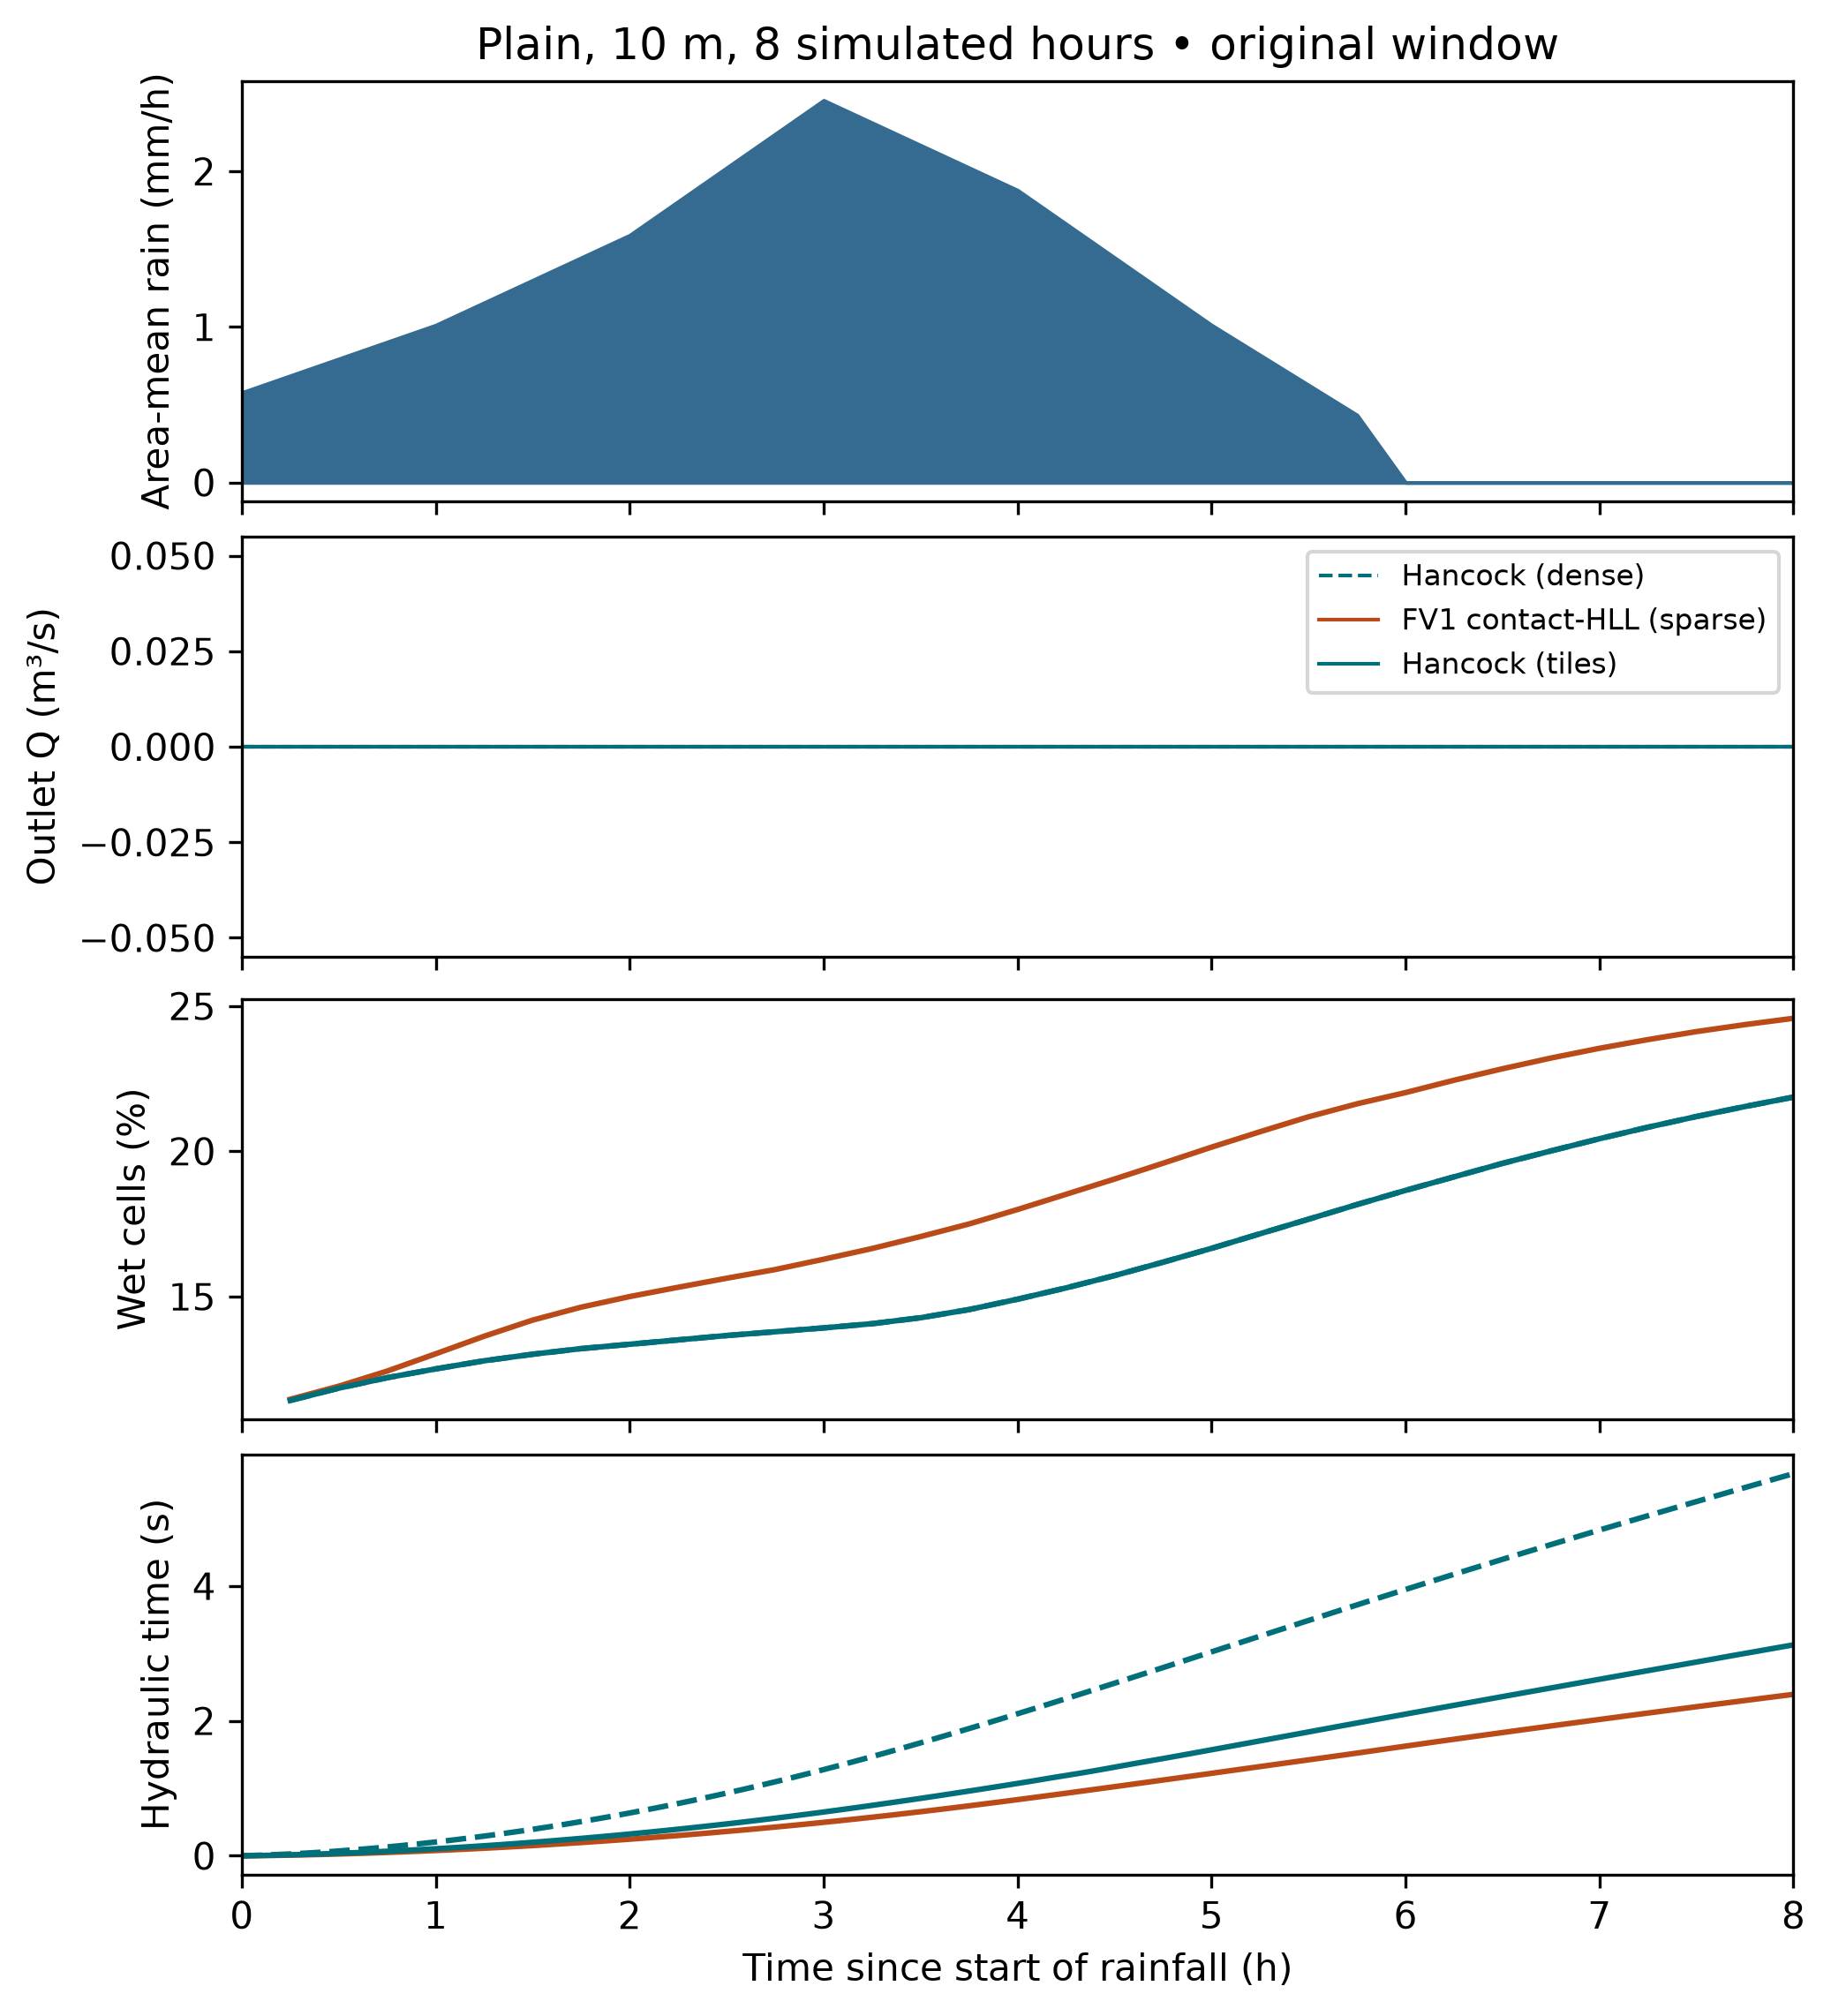 Plain, 10 m, 8 simulated hours • original window
Area-mean rain (mm/h)
2
1
0
Outlet Q (m³/s)
0.050
0.025
0.000
−0.025
−0.050
Hancock (dense)
FV1 contact-HLL (sparse)
Hancock (tiles)
Wet cells (%)
25
20
15
Hydraulic time (s)
4
2
0
0 1 2 3 4 5 6 7 8
Time since start of rainfall (h)